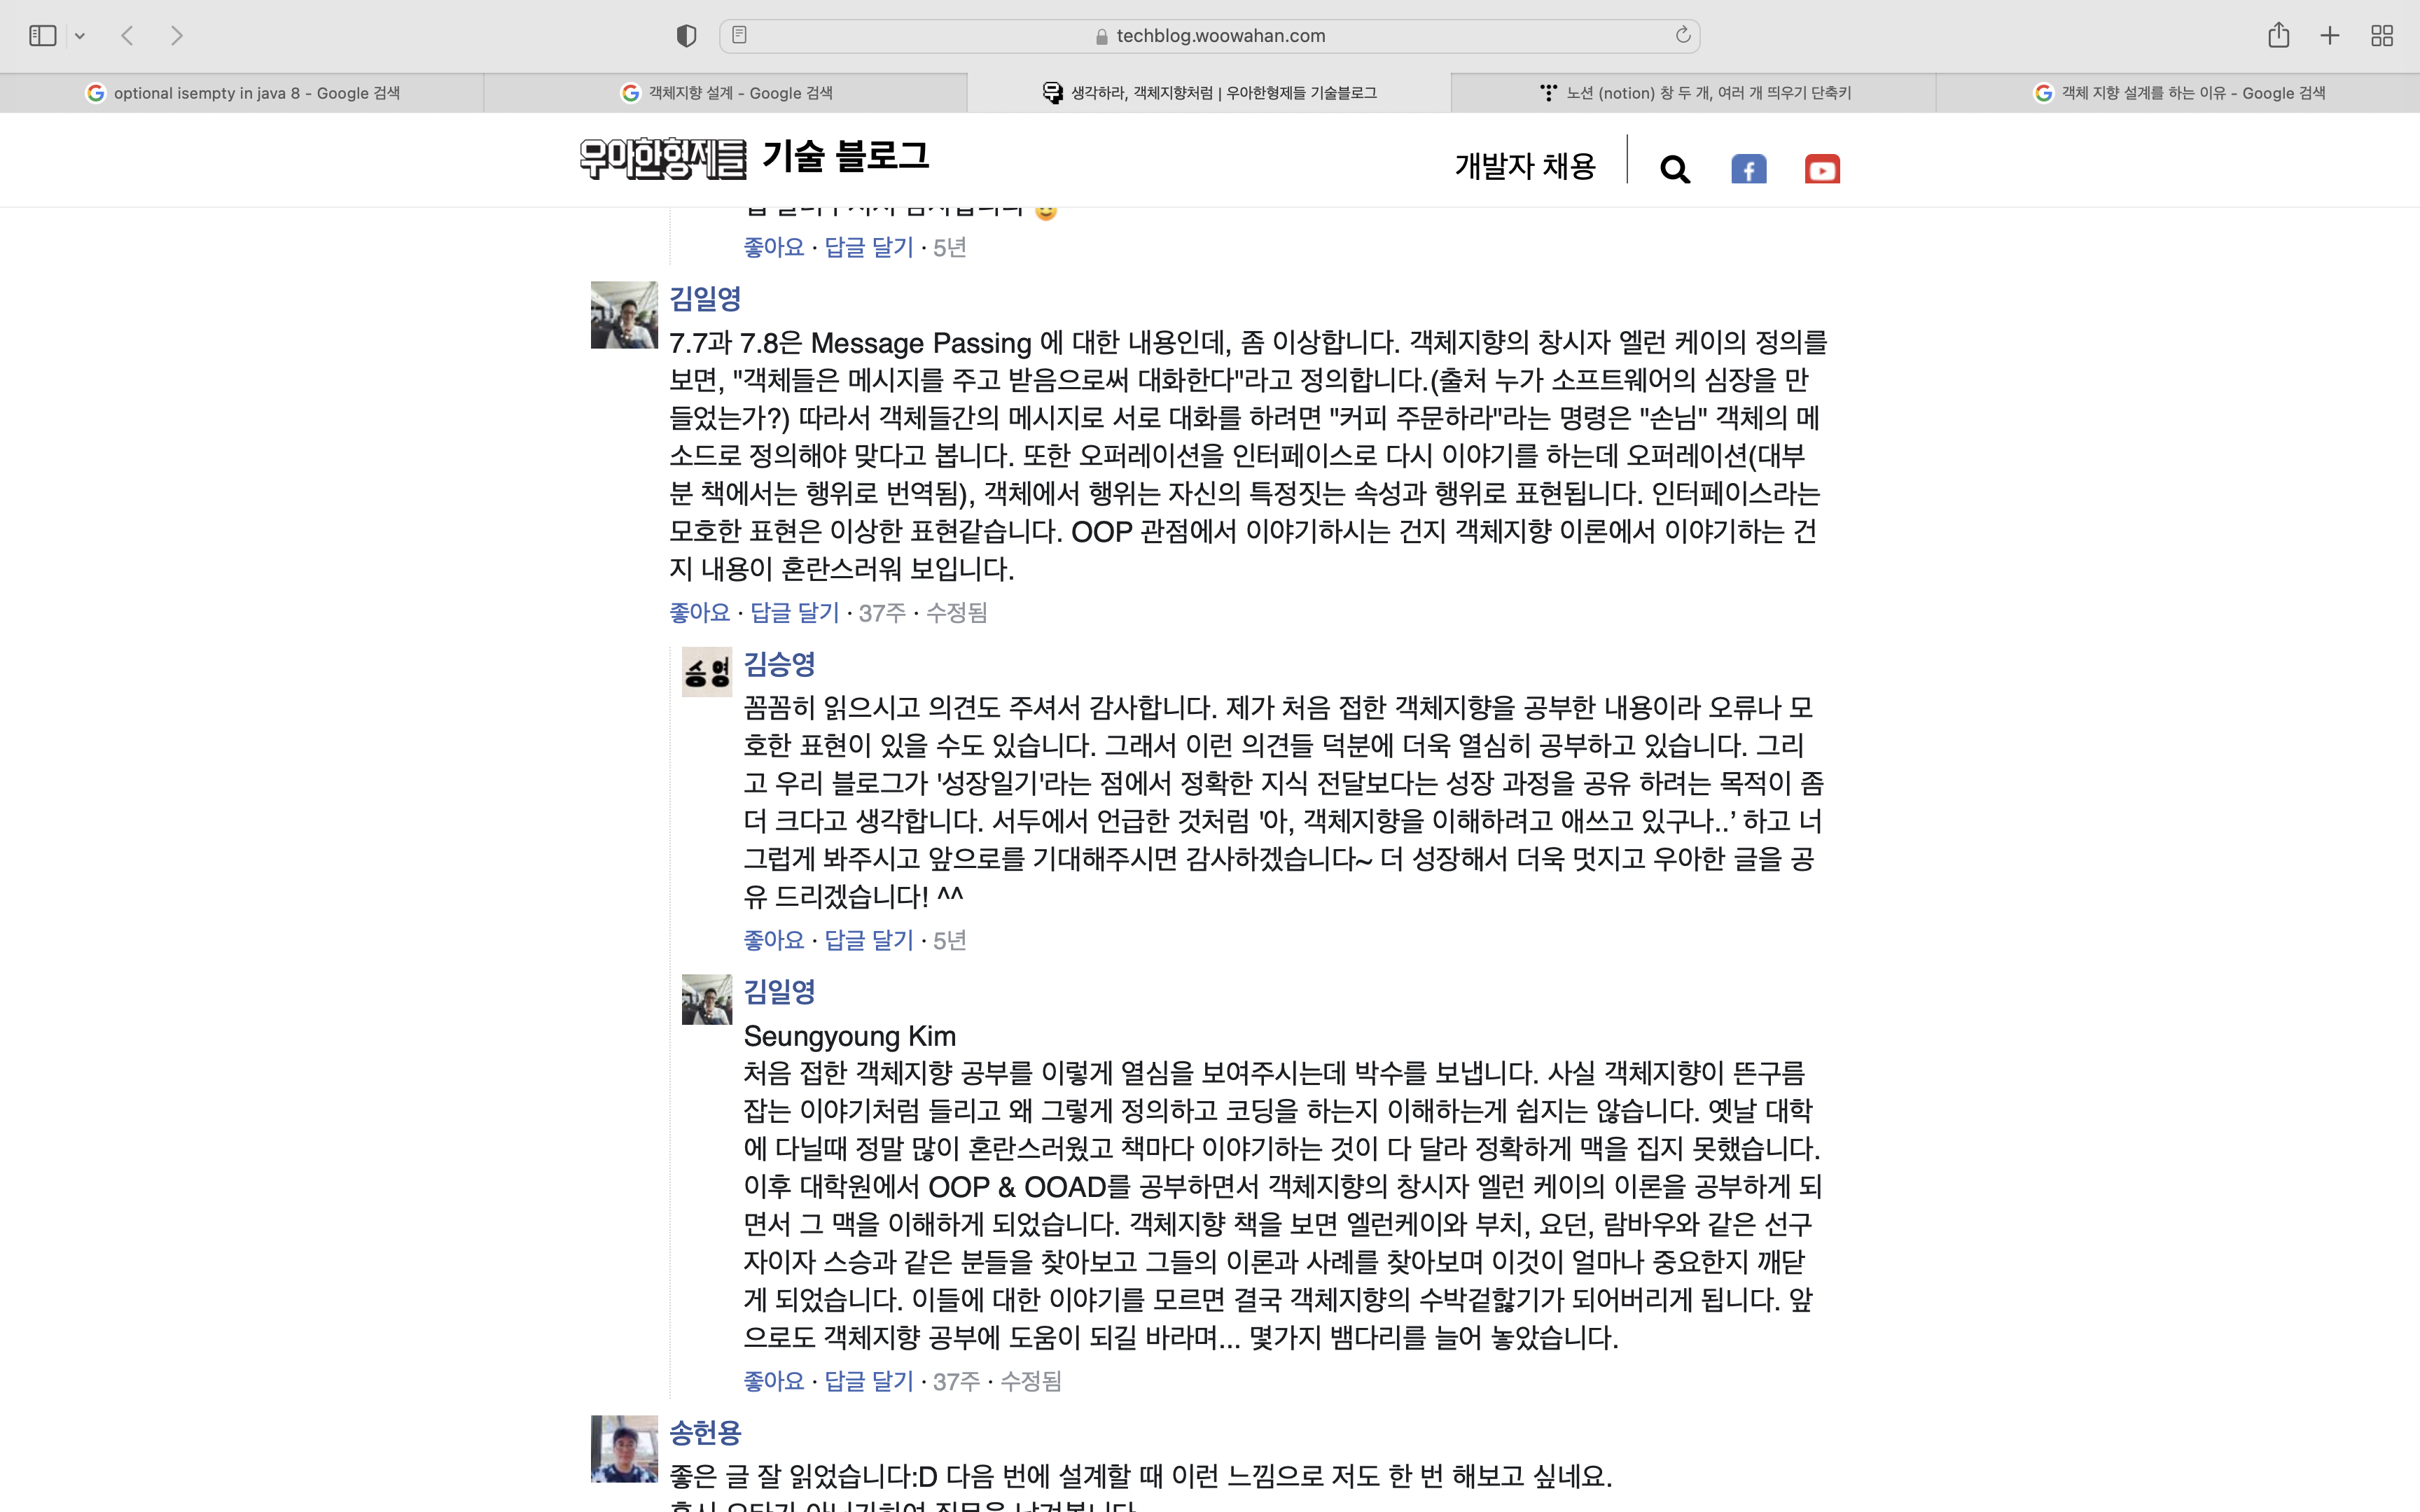 techblog.woowahan.com
optional isempty in java 8 - Google 검색
객체지향 설계 - Google 검색
생각하라, 객체지향처럼 | 우아한형제들 기술블로그
노션 (notion) 창 두 개, 여러 개 띄우기 단축키
객체 지향 설계를 하는 이유 - Google 검색
우아한형제들 기술 블로그
개발자 채용
좋아요 · 답글 달기 · 5년
김일영
7.7과 7.8은 Message Passing 에 대한 내용인데, 좀 이상합니다. 객체지향의 창시자 엘런 케이의 정의를
보면, "객체들은 메시지를 주고 받음으로써 대화한다"라고 정의합니다.(출처 누가 소프트웨어의 심장을 만
들었는가?) 따라서 객체들간의 메시지로 서로 대화를 하려면 "커피 주문하라"라는 명령은 "손님" 객체의 메
소드로 정의해야 맞다고 봅니다. 또한 오퍼레이션을 인터페이스로 다시 이야기를 하는데 오퍼레이션(대부
분 책에서는 행위로 번역됨), 객체에서 행위는 자신의 특정짓는 속성과 행위로 표현됩니다. 인터페이스라는
모호한 표현은 이상한 표현같습니다. OOP 관점에서 이야기하시는 건지 객체지향 이론에서 이야기하는 건
지 내용이 혼란스러워 보입니다.
좋아요 · 답글 달기 · 37주 · 수정됨
승영
김승영
꼼꼼히 읽으시고 의견도 주셔서 감사합니다. 제가 처음 접한 객체지향을 공부한 내용이라 오류나 모
호한 표현이 있을 수도 있습니다. 그래서 이런 의견들 덕분에 더욱 열심히 공부하고 있습니다. 그리
고 우리 블로그가 '성장일기'라는 점에서 정확한 지식 전달보다는 성장 과정을 공유 하려는 목적이 좀
더 크다고 생각합니다. 서두에서 언급한 것처럼 '아, 객체지향을 이해하려고 애쓰고 있구나..’ 하고 너
그럽게 봐주시고 앞으로를 기대해주시면 감사하겠습니다~ 더 성장해서 더욱 멋지고 우아한 글을 공
유 드리겠습니다! ^^
좋아요 · 답글 달기 · 5년
김일영
Seungyoung Kim
처음 접한 객체지향 공부를 이렇게 열심을 보여주시는데 박수를 보냅니다. 사실 객체지향이 뜬구름
잡는 이야기처럼 들리고 왜 그렇게 정의하고 코딩을 하는지 이해하는게 쉽지는 않습니다. 옛날 대학
에 다닐때 정말 많이 혼란스러웠고 책마다 이야기하는 것이 다 달라 정확하게 맥을 집지 못했습니다.
이후 대학원에서 OOP & OOAD를 공부하면서 객체지향의 창시자 엘런 케이의 이론을 공부하게 되
면서 그 맥을 이해하게 되었습니다. 객체지향 책을 보면 엘런케이와 부치, 요던, 람바우와 같은 선구
자이자 스승과 같은 분들을 찾아보고 그들의 이론과 사례를 찾아보며 이것이 얼마나 중요한지 깨닫
게 되었습니다. 이들에 대한 이야기를 모르면 결국 객체지향의 수박겉핥기가 되어버리게 됩니다. 앞
으로도 객체지향 공부에 도움이 되길 바라며... 몇가지 뱀다리를 늘어 놓았습니다.
좋아요 · 답글 달기 · 37주 · 수정됨
송헌용
좋은 글 잘 읽었습니다:D 다음 번에 설계할 때 이런 느낌으로 저도 한 번 해보고 싶네요.